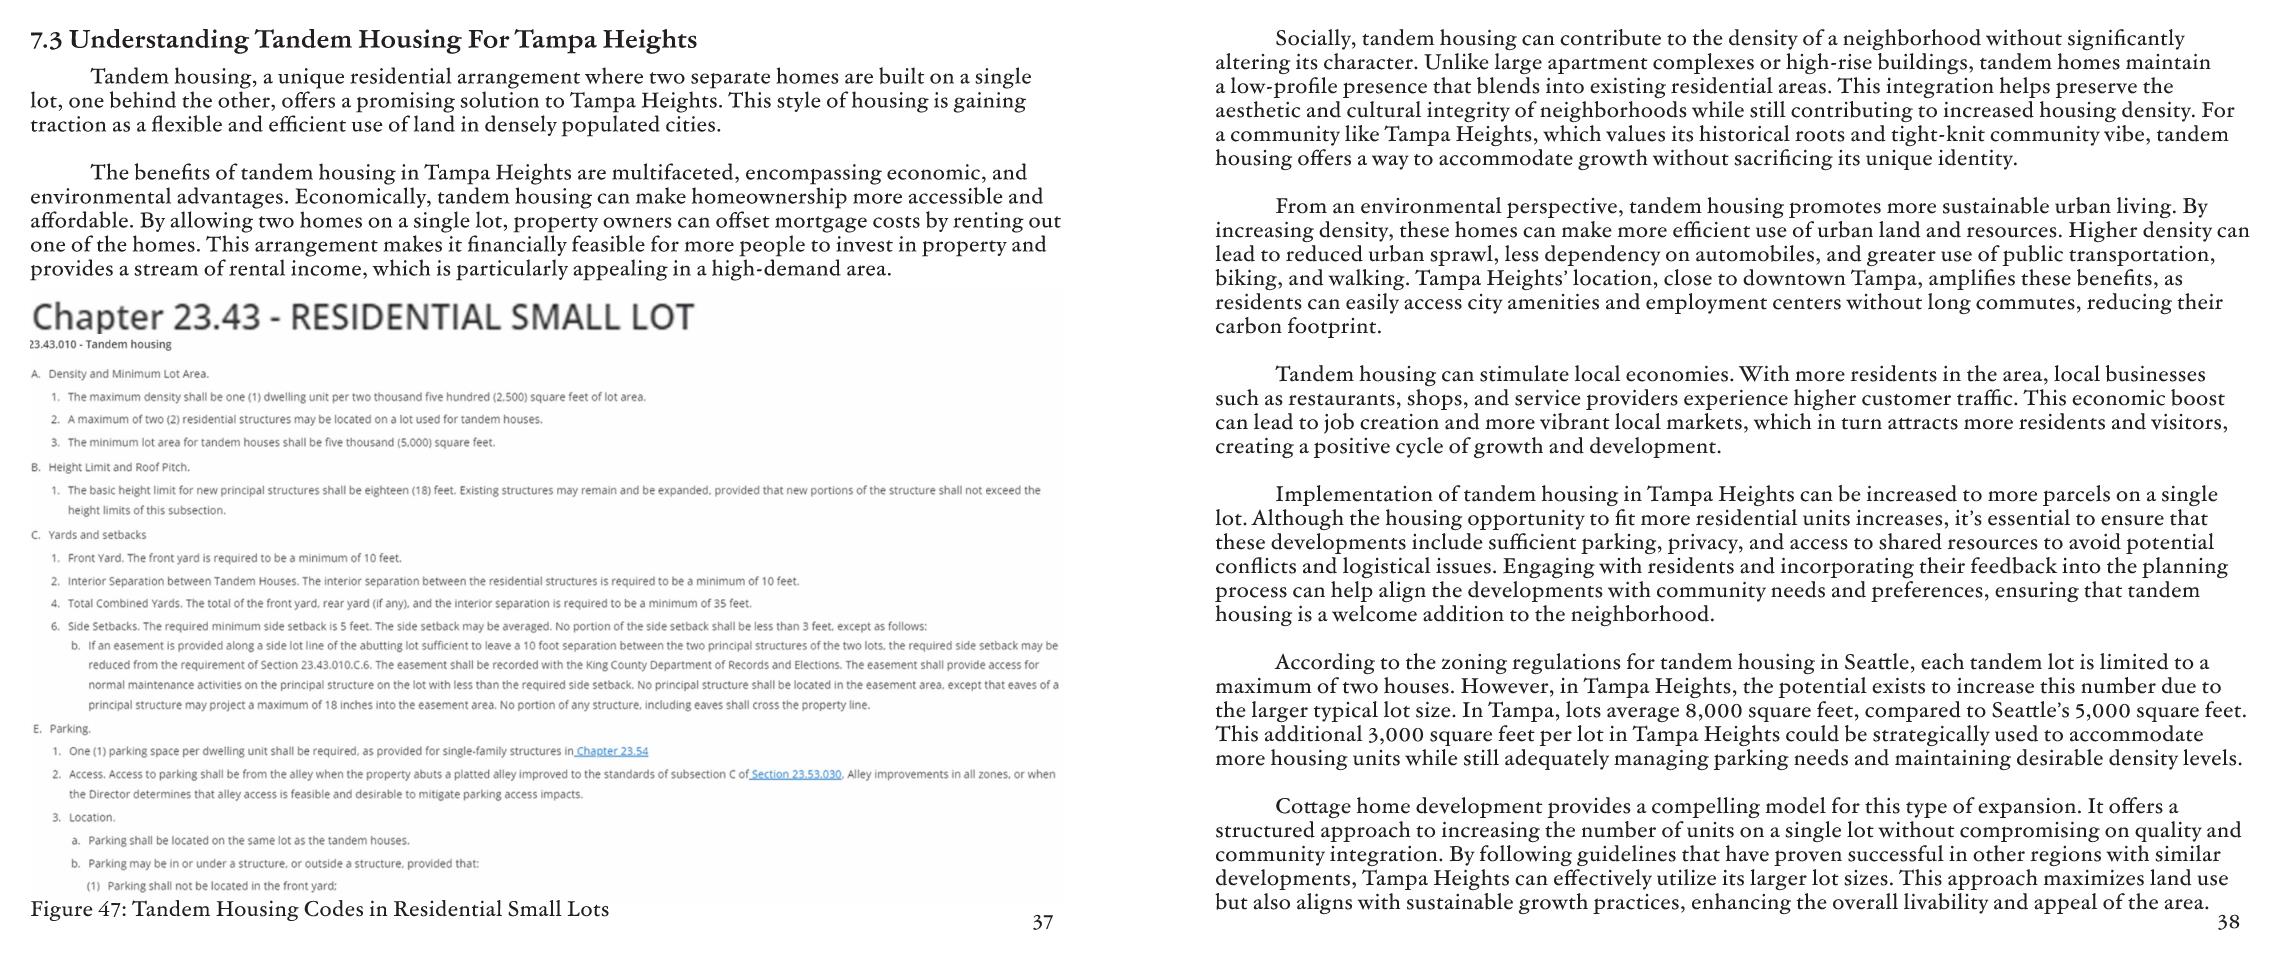 7.3 Understanding Tandem Housing For Tampa Heights
Tandem housing, a unique residential arrangement where two separate homes are built on a single
lot, one behind the other, offers a promising solution to Tampa Heights. This style of housing is gaining
traction as a flexible and efficient use of land in densely populated cities.
The benefits of tandem housing in Tampa Heights are multifaceted, encompassing economic, and
environmental advantages. Economically, tandem housing can make homeownership more accessible and
affordable. By allowing two homes on a single lot, property owners can offset mortgage costs by renting out
one of the homes. This arrangement makes it financially feasible for more people to invest in property and
provides a stream of rental income, which is particularly appealing in a high-demand area.
Chapter 23.43 - RESIDENTIAL SMALL LOT
23.43.010 - Tandem housing
A. Density and Minimum Lot Area.
1. The maximum density shall be one (1) dwelling unit per two thousand five hundred (2,500) square feet of lot area.
2. A maximum of two (2) residential structures may be located on a lot used for tandem houses.
3. The minimum lot area for tandem houses shall be five thousand (5,000) square feet.
B. Height Limit and Roof Pitch.
1. The basic height limit for new principal structures shall be eighteen (18) feet. Existing structures may remain and be expanded, provided that new portions of the structure shall not exceed the
height limits of this subsection.
C. Yards and setbacks
1. Front Yard. The front yard is required to be a minimum of 10 feet.
2. Interior Separation between Tandem Houses. The interior separation between the residential structures is required to be a minimum of 10 feet.
4. Total Combined Yards. The total of the front yard, rear yard (if any), and the interior separation is required to be a minimum of 35 feet.
6. Side Setbacks. The required minimum side setback is 5 feet. The side setback may be averaged. No portion of the side setback shall be less than 3 feet, except as follows:
b. If an easement is provided along a side lot line of the abutting lot sufficient to leave a 10 foot separation between the two principal structures of the two lots, the required side setback may be
reduced from the requirement of Section 23.43.010.C.6. The easement shall be recorded with the King County Department of Records and Elections. The easement shall provide access for
normal maintenance activities on the principal structure on the lot with less than the required side setback. No principal structure shall be located in the easement area, except that eaves of a
principal structure may project a maximum of 18 inches into the easement area. No portion of any structure, including eaves shall cross the property line.
E. Parking.
1. One (1) parking space per dwelling unit shall be required, as provided for single-family structures in Chapter 23.54
2. Access. Access to parking shall be from the alley when the property abuts a platted alley improved to the standards of subsection C of Section 23.53.030, Alley improvements in all zones, or when
the Director determines that alley access is feasible and desirable to mitigate parking access impacts.
3. Location.
a. Parking shall be located on the same lot as the tandem houses.
b. Parking may be in or under a structure, or outside a structure, provided that:
(1) Parking shall not be located in the front yard;
Figure 47: Tandem Housing Codes in Residential Small Lots
37
Socially, tandem housing can contribute to the density of a neighborhood without significantly
altering its character. Unlike large apartment complexes or high-rise buildings, tandem homes maintain
a low-profile presence that blends into existing residential areas. This integration helps preserve the
aesthetic and cultural integrity of neighborhoods while still contributing to increased housing density. For
a community like Tampa Heights, which values its historical roots and tight-knit community vibe, tandem
housing offers a way to accommodate growth without sacrificing its unique identity.
From an environmental perspective, tandem housing promotes more sustainable urban living. By
increasing density, these homes can make more efficient use of urban land and resources. Higher density can
lead to reduced urban sprawl, less dependency on automobiles, and greater use of public transportation,
biking, and walking. Tampa Heights' location, close to downtown Tampa, amplifies these benefits, as
residents can easily access city amenities and employment centers without long commutes, reducing their
carbon footprint.
Tandem housing can stimulate local economies. With more residents in the area, local businesses
such as restaurants, shops, and service providers experience higher customer traffic. This economic boost
can lead to job creation and more vibrant local markets, which in turn attracts more residents and visitors,
creating a positive cycle of growth and development.
Implementation of tandem housing in Tampa Heights can be increased to more parcels on a single
lot. Although the housing opportunity to fit more residential units increases, it's essential to ensure that
these developments include sufficient parking, privacy, and access to shared resources to avoid potential
conflicts and logistical issues. Engaging with residents and incorporating their feedback into the planning
process can help align the developments with community needs and preferences, ensuring that tandem
housing is a welcome addition to the neighborhood.
According to the zoning regulations for tandem housing in Seattle, each tandem lot is limited to a
maximum of two houses. However, in Tampa Heights, the potential exists to increase this number due to
the larger typical lot size. In Tampa, lots average 8,000 square feet, compared to Seattle's 5,000 square feet.
This additional 3,000 square feet per lot in Tampa Heights could be strategically used to accommodate
more housing units while still adequately managing parking needs and maintaining desirable density levels.
Cottage home development provides a compelling model for this type of expansion. It offers a
structured approach to increasing the number of units on a single lot without compromising on quality and
community integration. By following guidelines that have proven successful in other regions with similar
developments, Tampa Heights can effectively utilize its larger lot sizes. This approach maximizes land use
but also aligns with sustainable growth practices, enhancing the overall livability and appeal of the area.
38